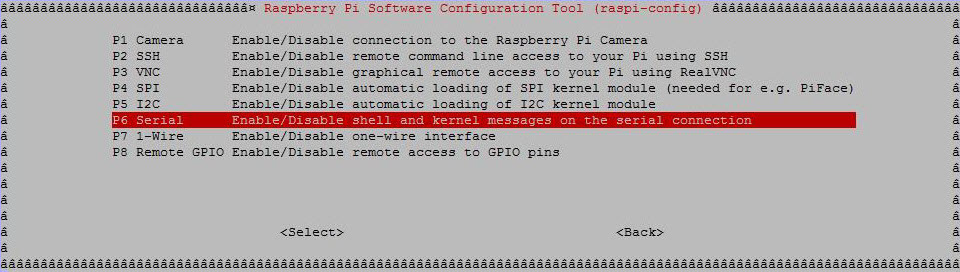 âââââââââââââââââââââââââââââââ¤ Raspberry Pi Software Configuration Tool (raspi-config) âââââââââââââââââââââââââââââââ
â â
â P1 Camera Enable/Disable connection to the Raspberry Pi Camera â
â P2 SSH Enable/Disable remote command line access to your Pi using SSH â
â P3 VNC Enable/Disable graphical remote access to your Pi using RealVNC â
â P4 SPI Enable/Disable automatic loading of SPI kernel module (needed for e.g. PiFace) â
â P5 I2C Enable/Disable automatic loading of I2C kernel module â
â P6 Serial Enable/Disable shell and kernel messages on the serial connection â
â P7 1-Wire Enable/Disable one-wire interface â
â P8 Remote GPIO Enable/Disable remote access to GPIO pins â
â â
â â
â â
â â
â <Select> <Back> â
â â
ââââââââââââââââââââââââââââââââââââââââââââââââââââââââââââââââââââââââââââââââââââââââââââââââââââââââââââââââââââââââ